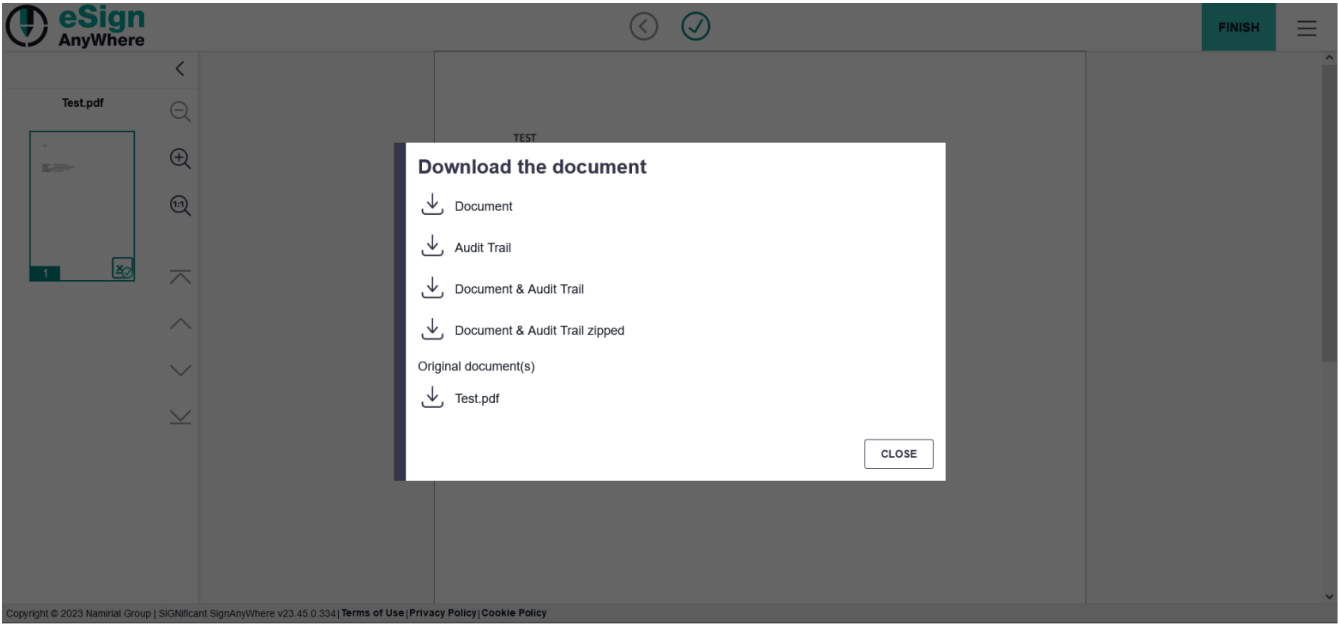 eSign
AnyWhere
FINISH
Test.pdf
1:1
1
TEST
Download the document
Document
Audit Trail
Document & Audit Trail
Document & Audit Trail zipped
Original document(s)
Test.pdf
CLOSE
Copyright © 2023 Namirial Group | SIGNificant SignAnyWhere v23.45.0.334 | Terms of Use | Privacy Policy | Cookie Policy